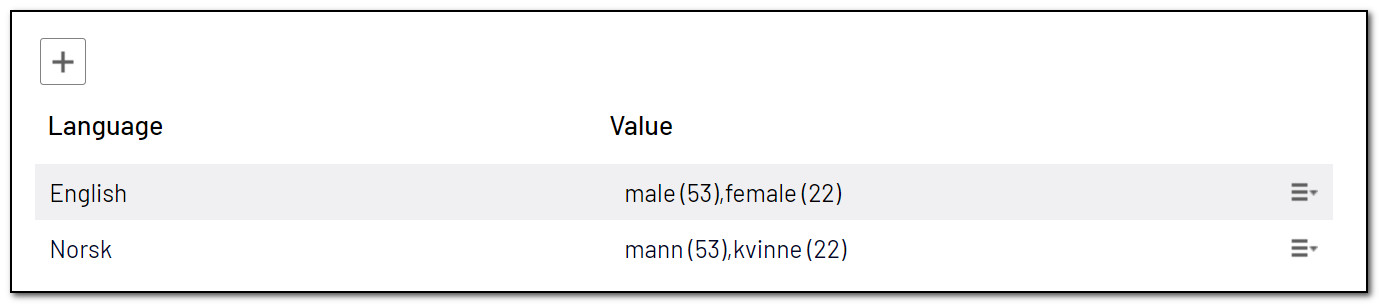 Language Value
English male (53),female (22)
Norsk mann (53),kvinne (22)